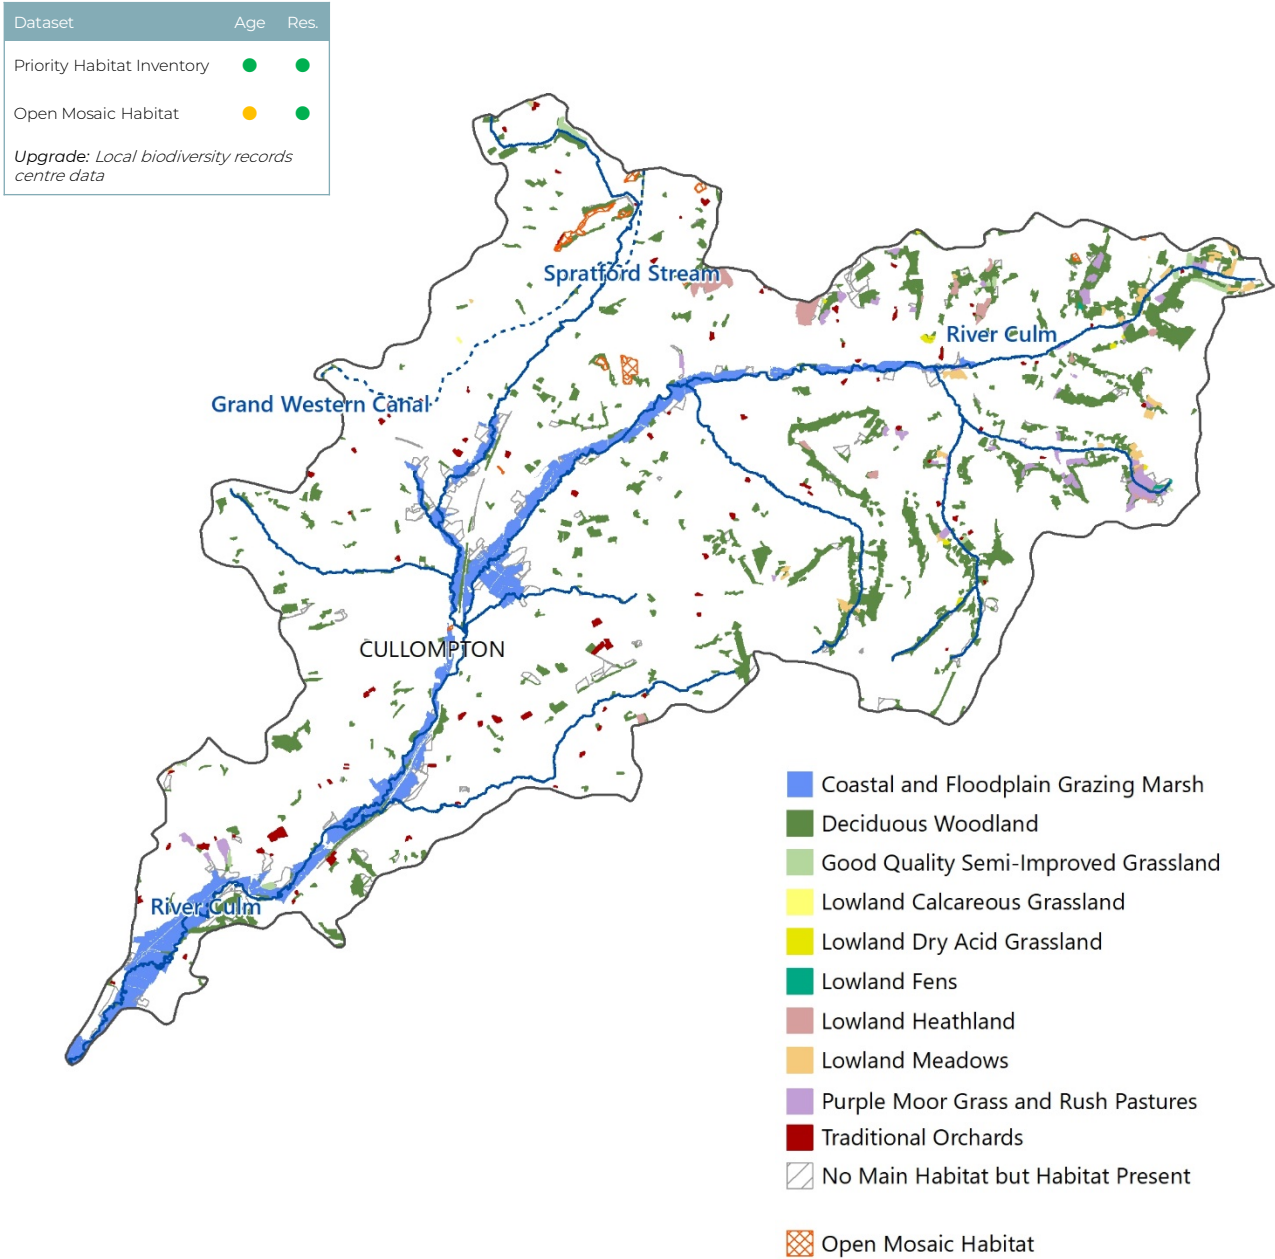 Dataset Age Res.
Priority Habitat Inventory
Open Mosaic Habitat
Upgrade: Local biodiversity records
centre data
Spratford Stream
River Culm
Grand Western Canal
CULLOMPTON
River Culm
Coastal and Floodplain Grazing Marsh
Deciduous Woodland
Good Quality Semi-Improved Grassland
Lowland Calcareous Grassland
Lowland Dry Acid Grassland
Lowland Fens
Lowland Heathland
Lowland Meadows
Purple Moor Grass and Rush Pastures
Traditional Orchards
No Main Habitat but Habitat Present
Open Mosaic Habitat